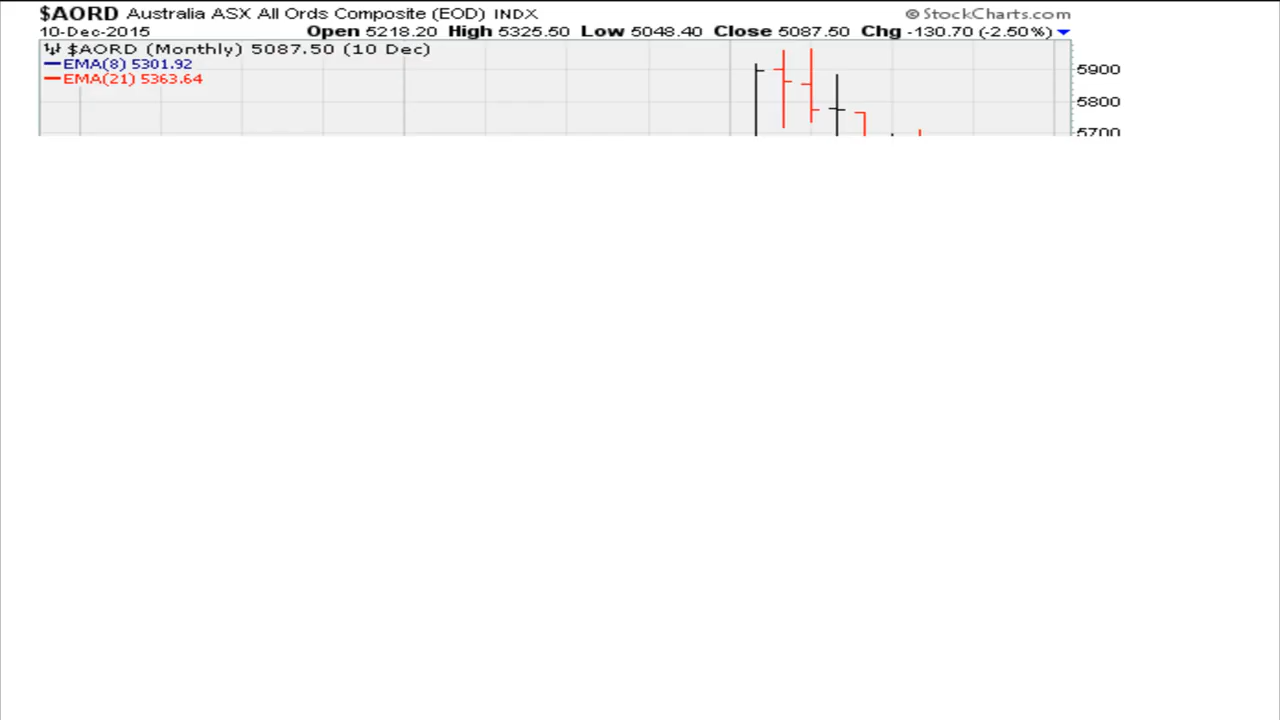 $AORD Australia ASX All Ords Composite (EOD) INDX © StockCharts.com
10-Dec-2015 Open 5218.20 High 5325.50 Low 5048.40 Close 5087.50 Chg -130.70 (-2.50%)
$AORD (Monthly) 5087.50 (10 Dec)
EMA(8) 5301.92
EMA(21) 5363.64
5900
5800
5700